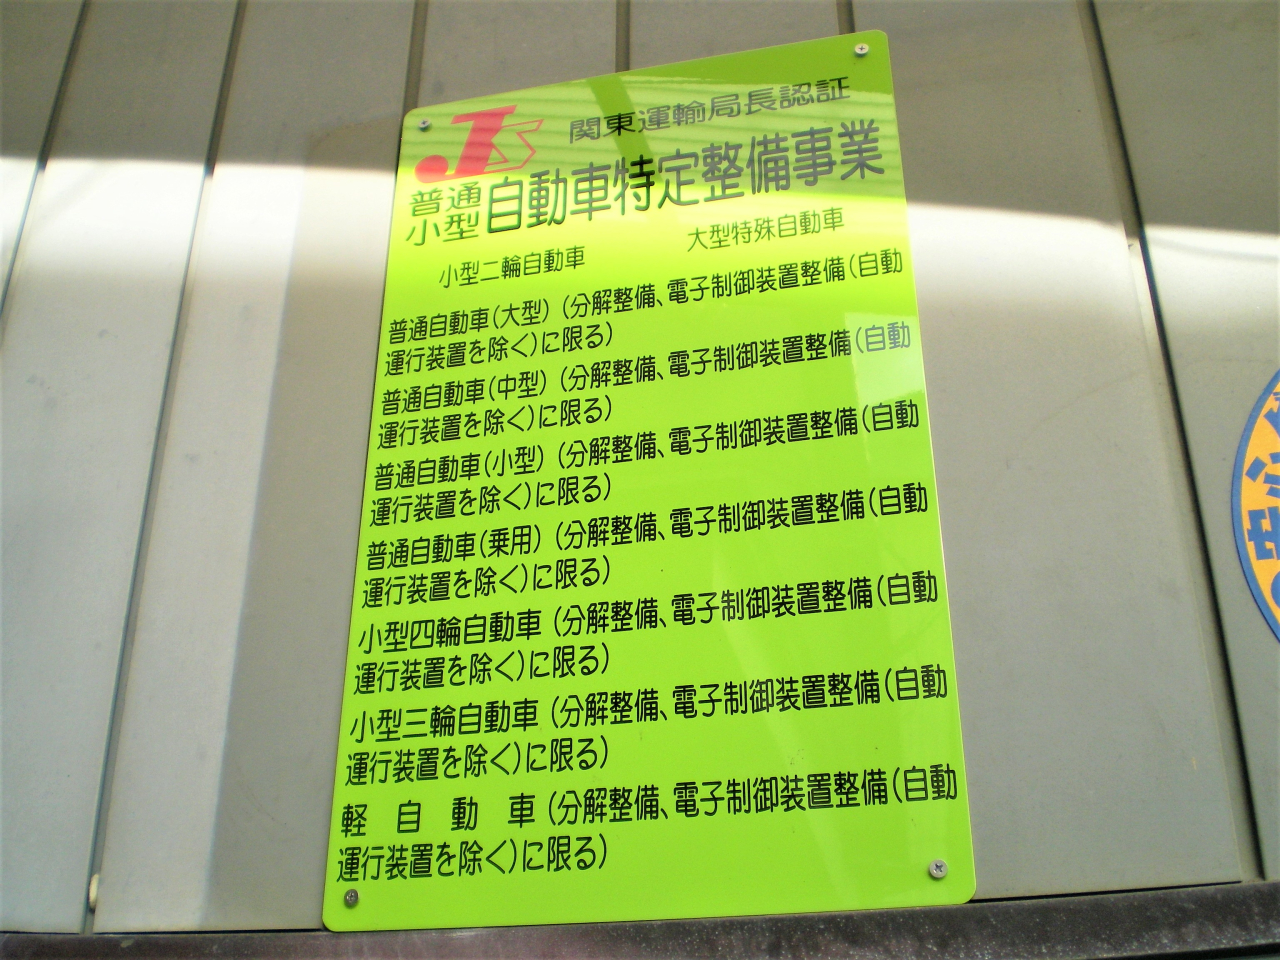 JS
関東運輸局長認証
普通
小型
自動車特定整備事業
小型二輪自動車 大型特殊自動車
普通自動車(大型)(分解整備、電子制御装置整備(自動
運行装置を除く)に限る)
普通自動車(中型)(分解整備、電子制御装置整備(自動
運行装置を除く)に限る)
普通自動車(小型)(分解整備、電子制御装置整備(自動
運行装置を除く)に限る)
普通自動車(乗用)(分解整備、電子制御装置整備(自動
運行装置を除く)に限る)
小型四輪自動車(分解整備、電子制御装置整備(自動
運行装置を除く)に限る)
小型三輪自動車(分解整備、電子制御装置整備(自動
運行装置を除く)に限る)
軽自動車(分解整備、電子制御装置整備(自動
運行装置を除く)に限る)